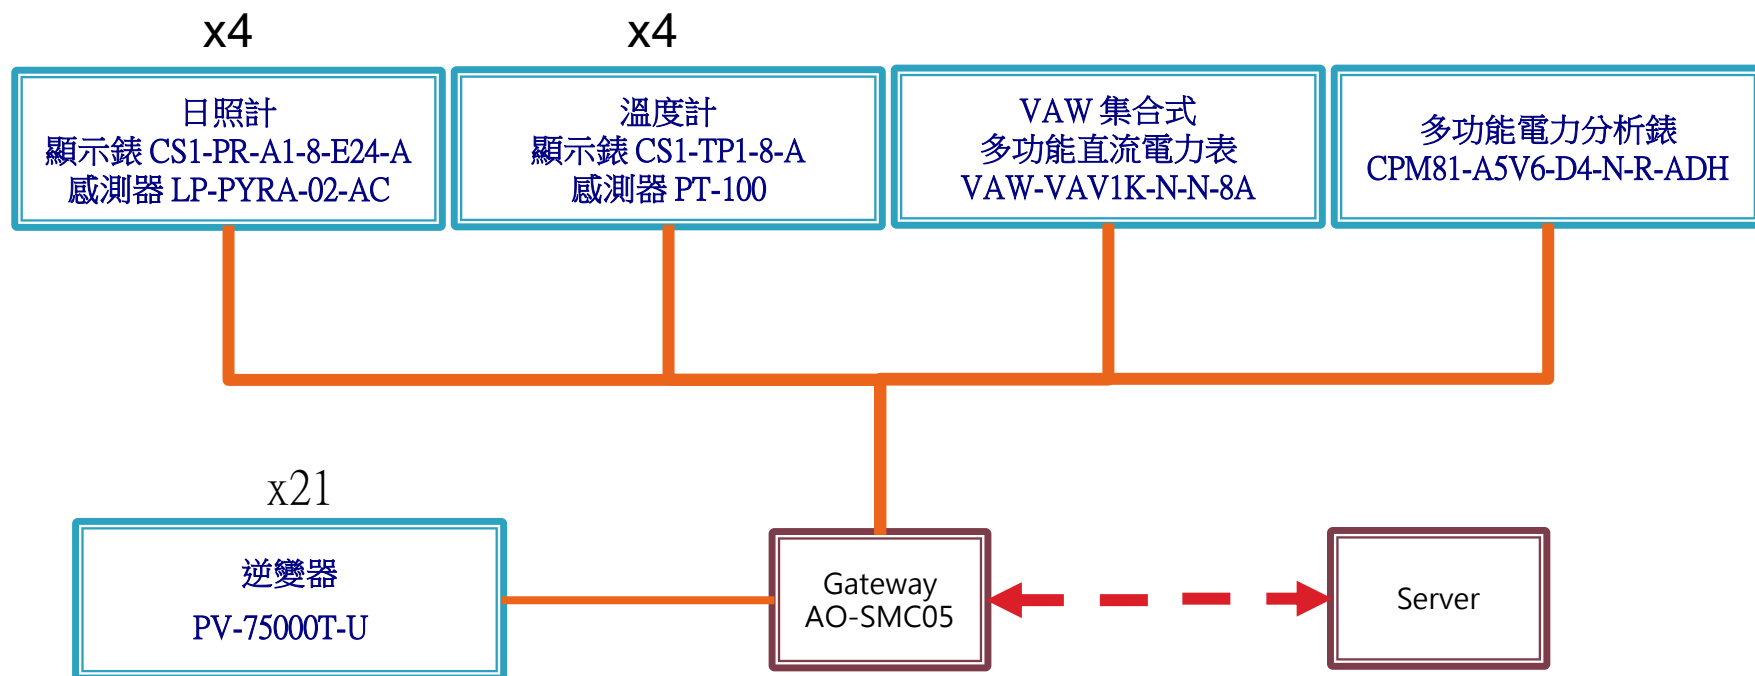 x4
x4
日照計
顯示錶 CS1-PR-A1-8-E24-A
感測器 LP-PYRA-02-AC
溫度計
顯示錶 CS1-TP1-8-A
感測器 PT-100
VAW 集合式
多功能直流電力表
VAW-VAV1K-N-N-8A
多功能電力分析錶
CPM81-A5V6-D4-N-R-ADH
x21
逆變器
PV-75000T-U
Gateway
AO-SMC05
Server